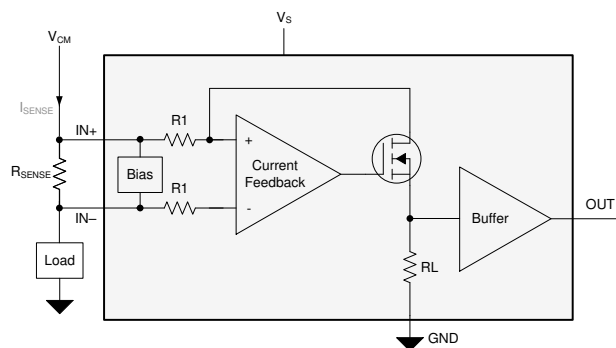 VS
VCM
ISENSE
IN+
R1
RSENSE
Bias
+
Current
Feedback
R1
-
IN–
Load
Buffer
OUT
RL
GND